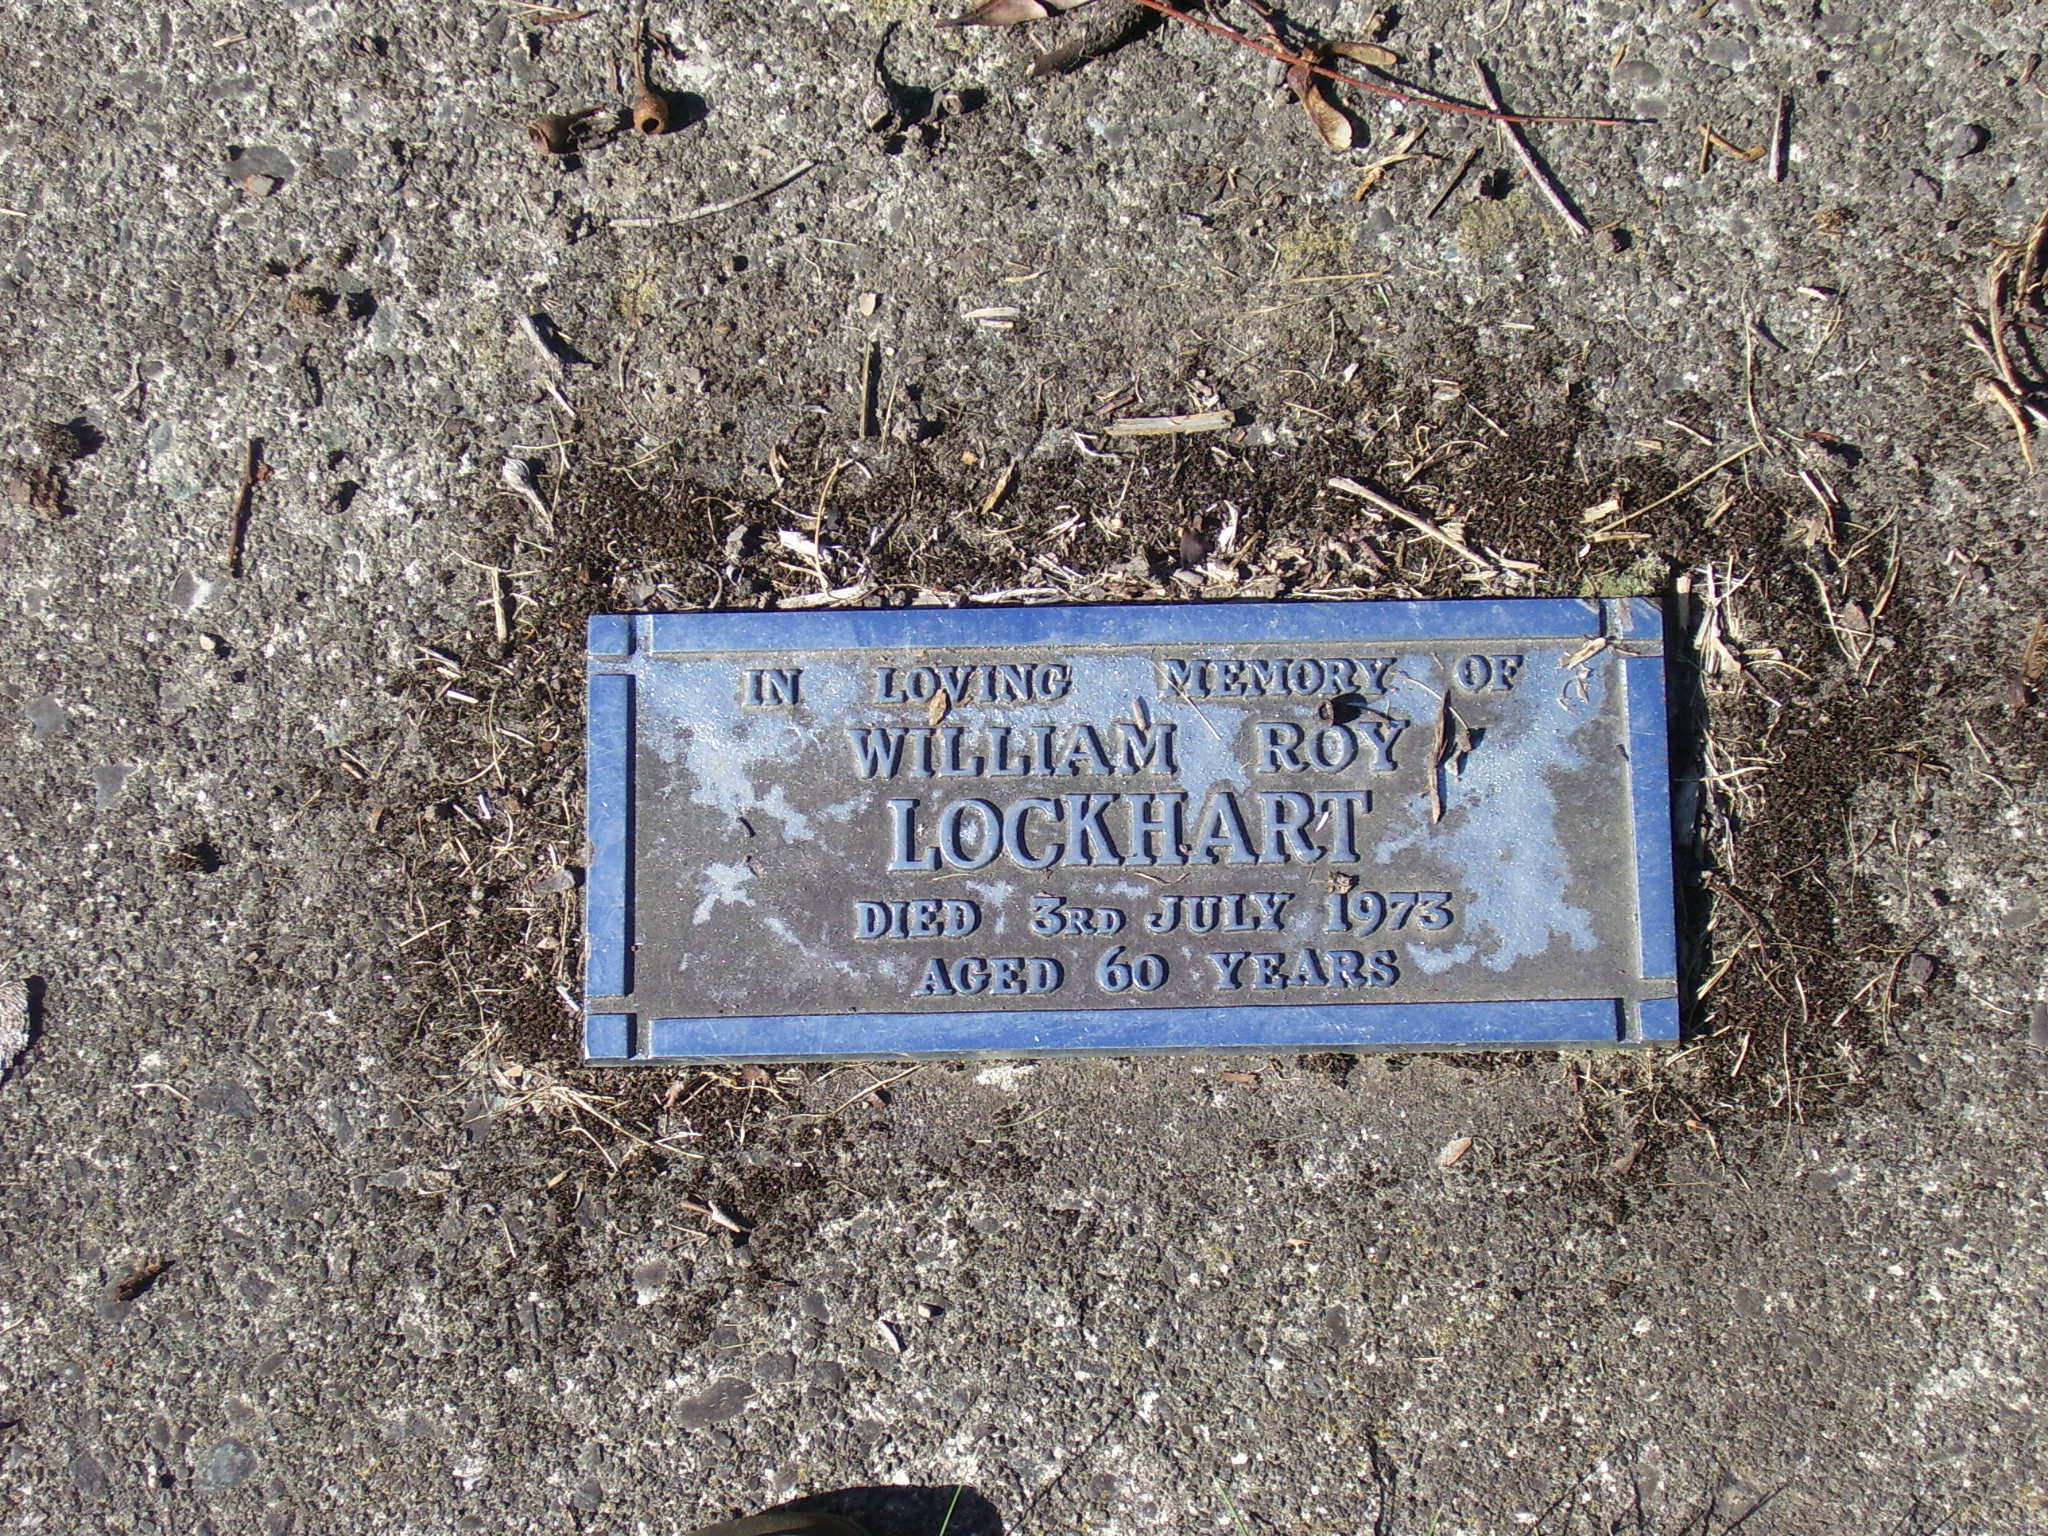 IN LOVING MEMORY OF
WILLIAM ROY
LOCKHART
DIED 3RD JULY 1973
AGED 60 YEARS